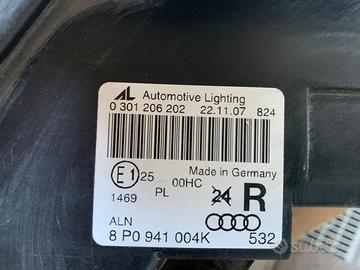 AL Automotive Lighting
0 301 206 202 22.11.07 824
E1 25 00HC Made in Germany
1469 PL 24 R
ALN
8 P0 941 004K 532
subito